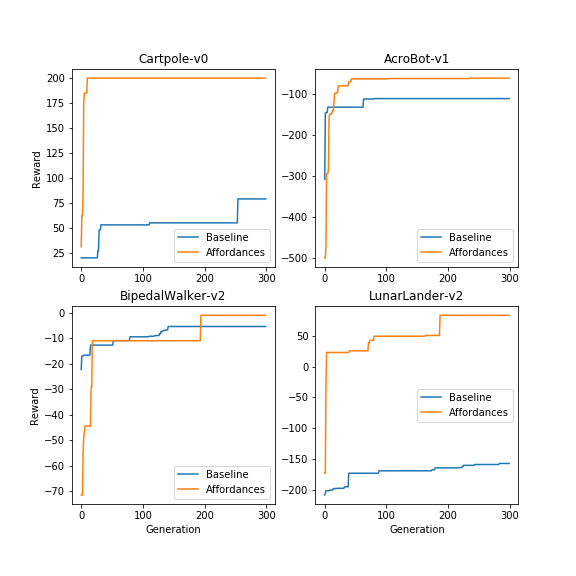 Cartpole-v0
200
175
150
125
100
75
50
25
Reward
0
100
200
300
Baseline
Affordances
AcroBot-v1
−100
−200
−300
−400
−500
0
100
200
300
Baseline
Affordances
BipedalWalker-v2
0
−10
−20
−30
−40
−50
−60
−70
Reward
0
100
200
300
Generation
Baseline
Affordances
LunarLander-v2
50
0
−50
−100
−150
−200
0
100
200
300
Generation
Baseline
Affordances